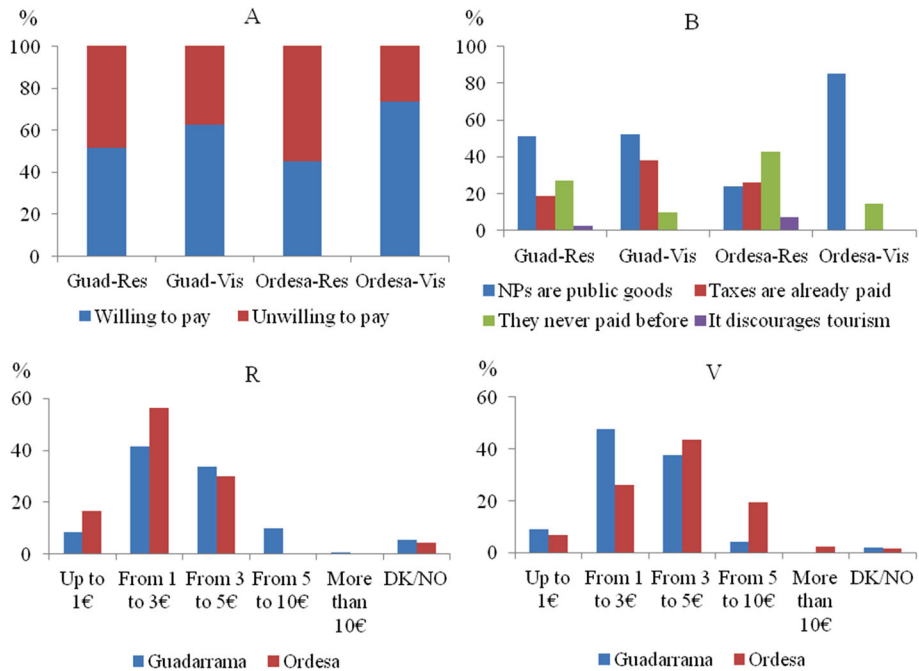 A
%
100
80
60
40
20
0
Guad-Res Guad-Vis Ordesa-Res Ordesa-Vis
Willing to pay Unwilling to pay
B
%
100
80
60
40
20
0
Guad-Res Guad-Vis Ordesa-Res Ordesa-Vis
NPs are public goods Taxes are already paid
They never paid before It discourages tourism
R
%
60
40
20
0
Up to From 1 From 3 From 5 More DK/NO
1€ to 3€ to 5€ to 10€ than
10€
Guadarrama Ordesa
V
%
60
40
20
0
Up to From 1 From 3 From 5 More DK/NO
1€ to 3€ to 5€ to 10€ than
10€
Guadarrama Ordesa